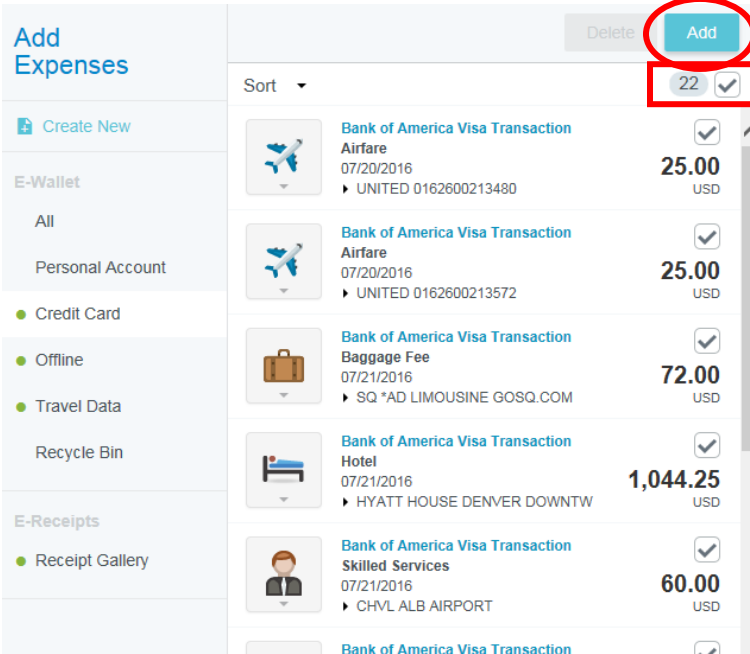 Add
Expenses
Create New
E-Wallet
All
Personal Account
Credit Card
Offline
Travel Data
Recycle Bin
E-Receipts
Receipt Gallery
Delete
Add
Sort
22
Bank of America Visa Transaction
Airfare
07/20/2016
25.00
UNITED 0162600213480
USD
Bank of America Visa Transaction
Airfare
07/20/2016
25.00
UNITED 0162600213572
USD
Bank of America Visa Transaction
Baggage Fee
07/21/2016
72.00
SQ *AD LIMOUSINE GOSQ.COM
USD
Bank of America Visa Transaction
Hotel
07/21/2016
1,044.25
HYATT HOUSE DENVER DOWNTW
USD
Bank of America Visa Transaction
Skilled Services
07/21/2016
60.00
CHVL ALB AIRPORT
USD
Bank of America Visa Transaction